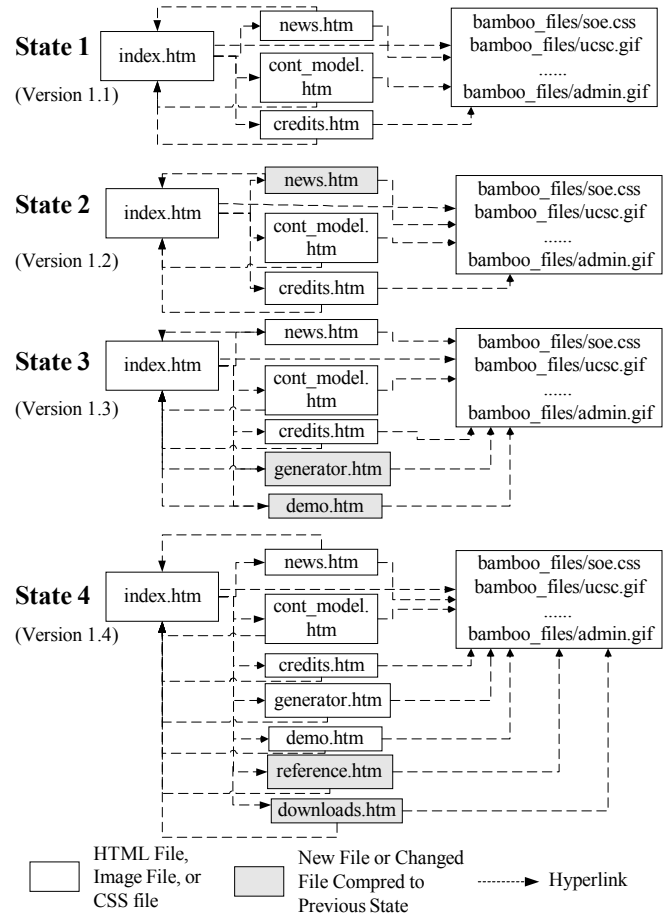 State 1
(Version 1.1)
index.htm
news.htm
cont_model.
htm
credits.htm
bamboo_files/soe.css
bamboo_files/ucsc.gif
......
bamboo_files/admin.gif
State 2
(Version 1.2)
index.htm
news.htm
cont_model.
htm
credits.htm
bamboo_files/soe.css
bamboo_files/ucsc.gif
......
bamboo_files/admin.gif
State 3
(Version 1.3)
index.htm
news.htm
cont_model.
htm
credits.htm
generator.htm
demo.htm
bamboo_files/soe.css
bamboo_files/ucsc.gif
......
bamboo_files/admin.gif
State 4
(Version 1.4)
index.htm
news.htm
cont_model.
htm
credits.htm
generator.htm
demo.htm
reference.htm
downloads.htm
bamboo_files/soe.css
bamboo_files/ucsc.gif
......
bamboo_files/admin.gif
HTML File,
Image File, or
CSS file
New File or Changed
File Compred to
Previous State
Hyperlink